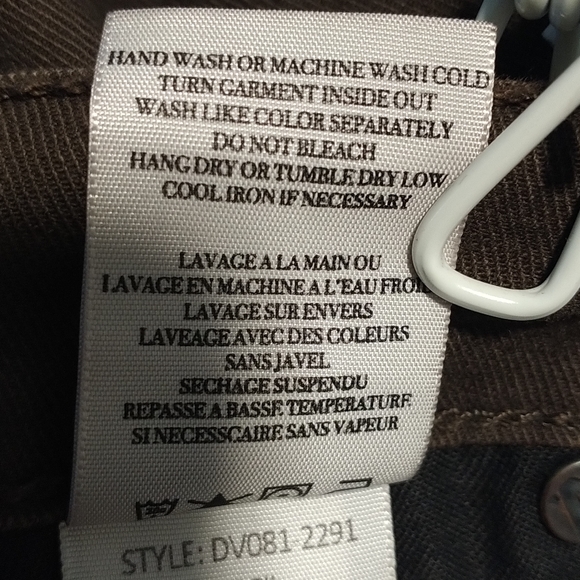 HAND WASH OR MACHINE WASH COLD
TURN GARMENT INSIDE OUT
WASH LIKE COLOR SEPARATELY
DO NOT BLEACH
HANG DRY OR TUMBLE DRY LOW
COOL IRON IF NECESSARY
LAVAGE A LA MAIN OU
LAVAGE EN MACHINE A L'EAU FROI
LAVAGE SUR ENVERS
LAVEAGE AVEC DES COLEURS
SANS JAVEL
SECHAGE SUSPENDU
REPASSE A BASSE TEMPERATURE
SI NECESSCAIRE SANS VAPEUR
STYLE: DV081-2291